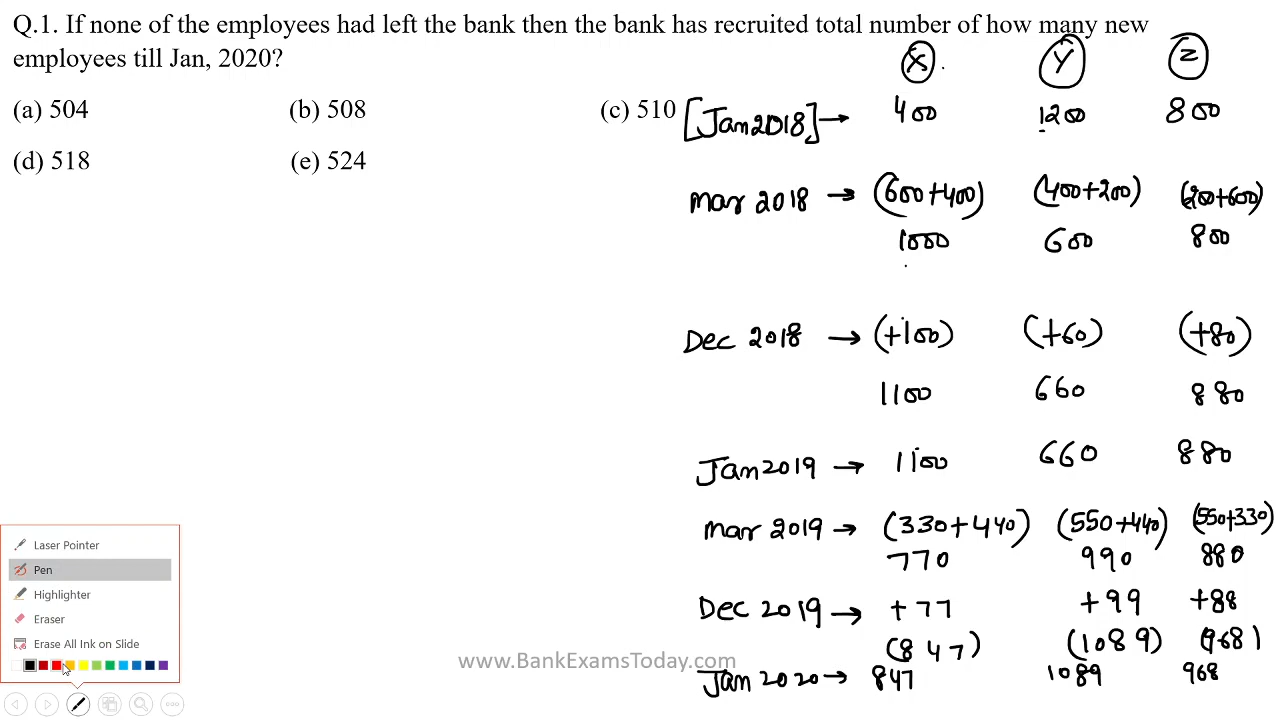 Q.1. If none of the employees had left the bank then the bank has recruited total number of how many new
employees till Jan, 2020?
X Y Z
(a) 504 (b) 508 (c) 510
(d) 518 (e) 524
[Jan 2018] → 400 1200 800
Mar 2018 → (600+400) (400+200) (200+600)
1000 600 800
Dec 2018 → (+100) (+60) (+80)
1100 660 880
Jan 2019 → 1100 660 880
Mar 2019 → (330+440) (550+440) (550+330)
770 990 880
Dec 2019 → +77 +99 +88
(847) (1089) (968)
Jan 2020 → 847 1089 968
Laser Pointer
Pen
Highlighter
Eraser
Erase All Ink on Slide
www.BankExamsToday.com